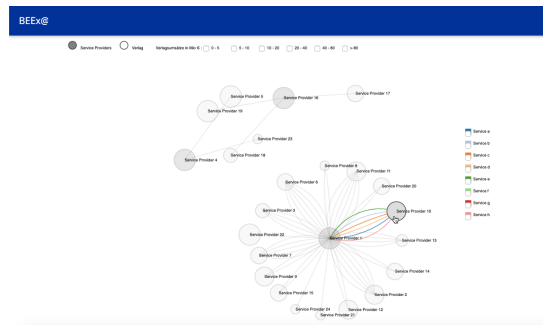 BEEx@
Service Providers Verlag Verlagsumsätze in Mio € : 0 - 5 5 - 10 10 - 20 20 - 40 40 - 80 > 80
Service Provider 5
Service Provider 16
Service Provider 17
Service Provider 19
Service Provider 23
Service Provider 4
Service Provider 18
Service a
Service b
Service c
Service d
Service e
Service f
Service g
Service h
Service Provider 8
Service Provider 11
Service Provider 6
Service Provider 20
Service Provider 3
Service Provider 10
Service Provider 22
Service Provider 1
Service Provider 13
Service Provider 7
Service Provider 14
Service Provider 9
Service Provider 15
Service Provider 2
Service Provider 24
Service Provider 12
Service Provider 21